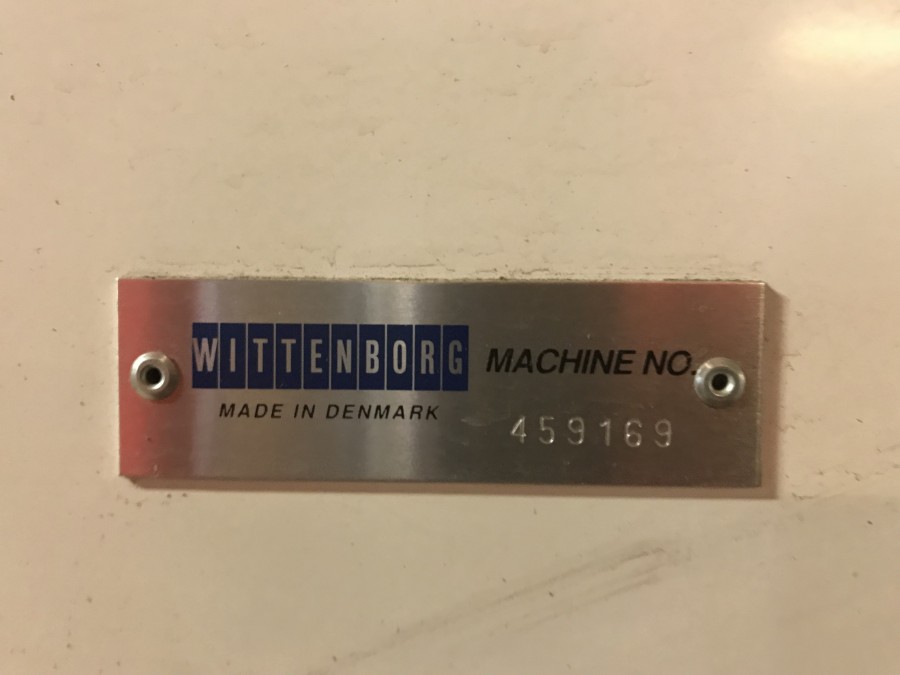 WITTENBORG MACHINE NO.
MADE IN DENMARK
459169